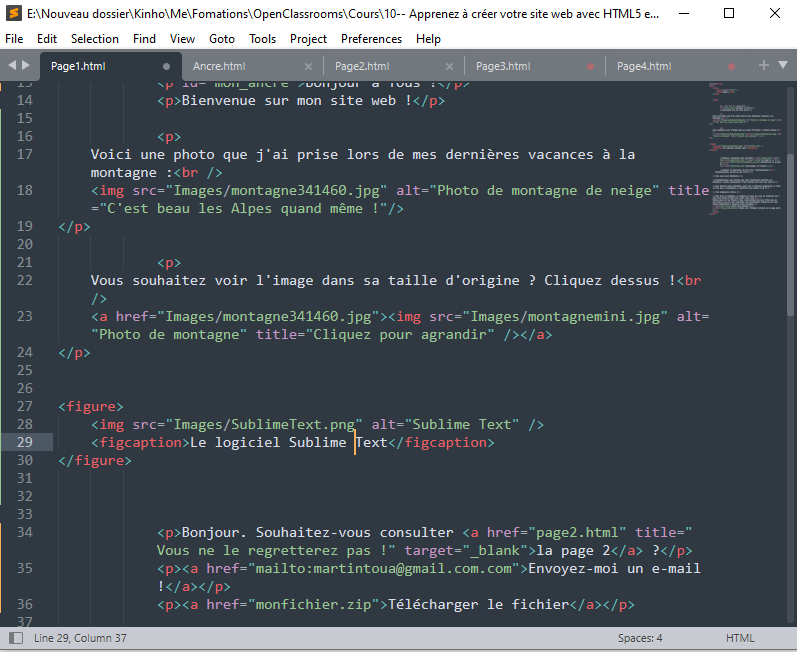 E:\Nouveau dossier\Kinho\Me\Fomations\OpenClassrooms\Cours\10-- Apprenez à créer votre site web avec HTML5 e...
File Edit Selection Find View Goto Tools Project Preferences Help
Page1.html Ancre.html Page2.html Page3.html Page4.html
13 <p id="mon_ancre">Bonjour à tous !</p>
14 <p>Bienvenue sur mon site web !</p>
15
16 <p>
17 Voici une photo que j'ai prise lors de mes dernières vacances à la
montagne :<br />
18 <img src="Images/montagne341460.jpg" alt="Photo de montagne de neige" title
="C'est beau les Alpes quand même !"/>
19 </p>
20
21 <p>
22 Vous souhaitez voir l'image dans sa taille d'origine ? Cliquez dessus !<br
/>
23 <a href="Images/montagne341460.jpg"><img src="Images/montagnemini.jpg" alt=
"Photo de montagne" title="Cliquez pour agrandir" /></a>
24 </p>
25
26
27 <figure>
28 <img src="Images/SublimeText.png" alt="Sublime Text" />
29 <figcaption>Le logiciel Sublime Text</figcaption>
30 </figure>
31
32
33
34 <p>Bonjour. Souhaitez-vous consulter <a href="page2.html" title="
Vous ne le regretterez pas !" target="_blank">la page 2</a> ?</p>
35 <p><a href="mailto:martintoua@gmail.com.com">Envoyez-moi un e-mail
!</a></p>
36 <p><a href="monfichier.zip">Télécharger le fichier</a></p>
37
Line 29, Column 37 Spaces: 4 HTML